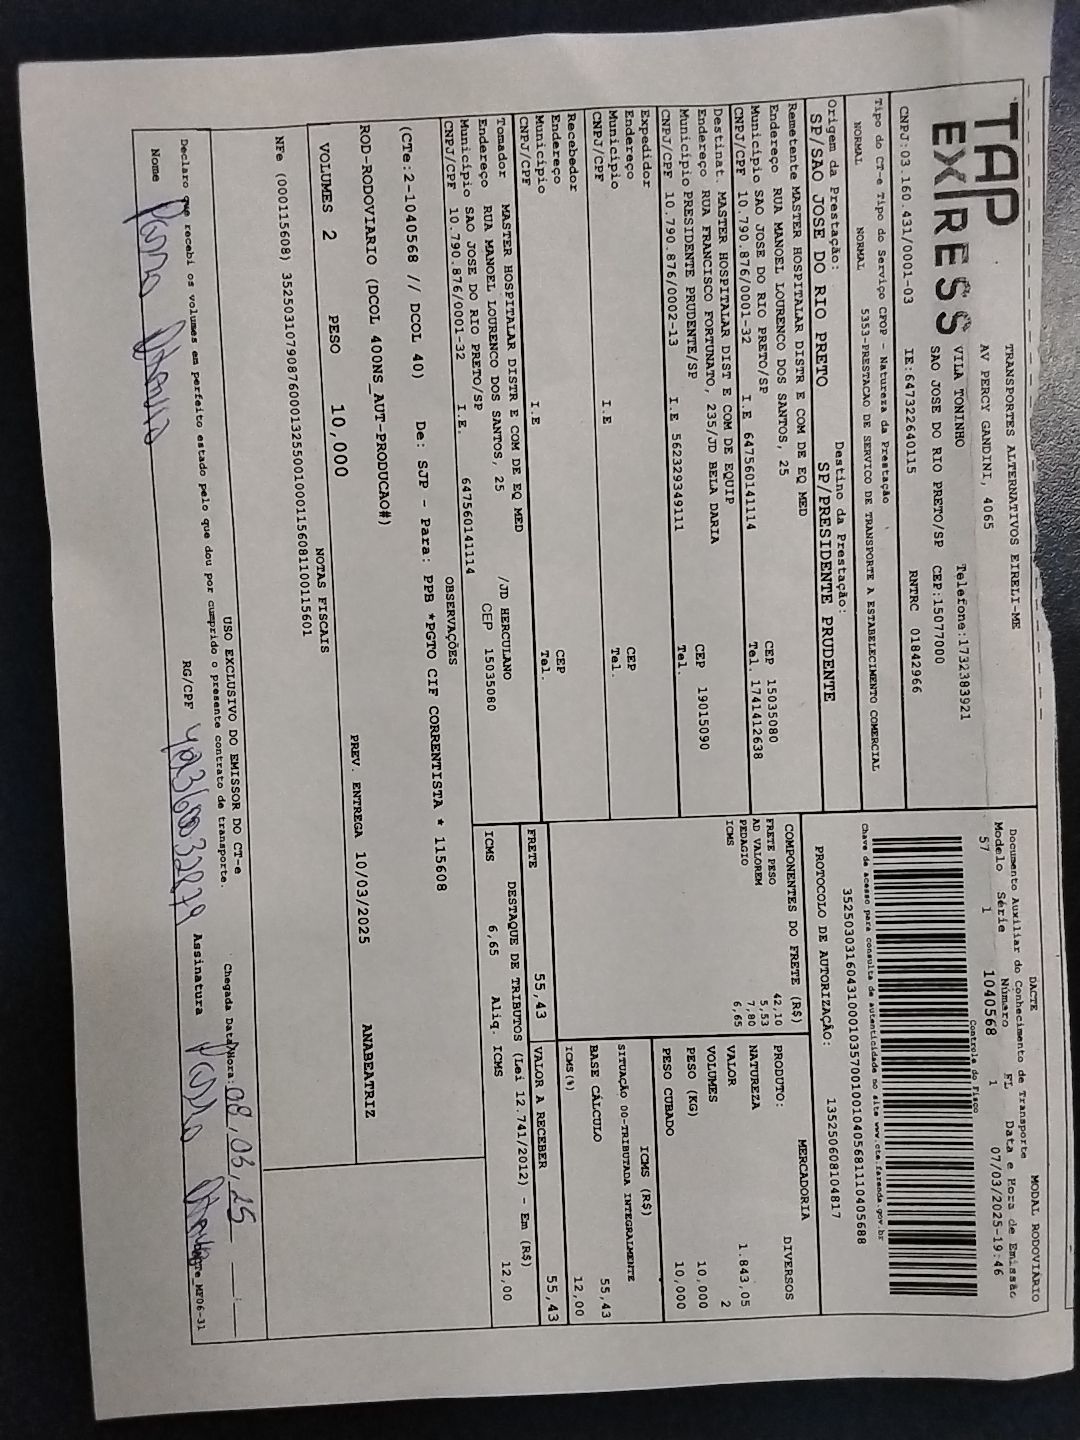 TAP
EXPRESS
TRANSPORTES ALTERNATIVOS EIRELI-ME
AV PERCY GANDINI, 4065
VILA TONINHO Telefone:1732383921
SAO JOSE DO RIO PRETO/SP CEP:15077000
CNPJ:03.160.431/0001-03 IE:647322640115 RNTRC 01842966
DACTE MODAL RODOVIÁRIO
Documento Auxiliar do Conhecimento de Transporte
Modelo Série Número FL Data e Hora de Emissão
57 1 1040568 1 07/03/2025-19:46
Controle do Fisco
Chave de acesso para consulta de autenticidade no site www.cte.fazenda.gov.br
35250303160431000103570010010405681110405688
PROTOCOLO DE AUTORIZAÇÃO: 135250608104817
Tipo do CT-e Tipo do Serviço CFOP - Natureza da Prestação
NORMAL NORMAL 5353-PRESTACAO DE SERVICO DE TRANSPORTE A ESTABELECIMENTO COMERCIAL
Origem da Prestação: Destino da Prestação:
SP/SAO JOSE DO RIO PRETO SP/PRESIDENTE PRUDENTE
Remetente MASTER HOSPITALAR DISTR E COM DE EQ MED
Endereço RUA MANOEL LOURENCO DOS SANTOS, 25 CEP 15035080
Município SAO JOSE DO RIO PRETO/SP Tel. 1741412638
CNPJ/CPF 10.790.876/0001-32 I.E 647560141114
Destinat. MASTER HOSPITALAR DIST E COM DE EQUIP
Endereço RUA FRANCISCO FORTUNATO, 235/JD BELA DARIA CEP 19015090
Município PRESIDENTE PRUDENTE/SP Tel.
CNPJ/CPF 10.790.876/0002-13 I.E 562329349111
Expedidor
Endereço CEP
Município Tel.
CNPJ/CPF I.E
Recebedor
Endereço CEP
Município Tel.
CNPJ/CPF I.E
Tomador MASTER HOSPITALAR DISTR E COM DE EQ MED
Endereço RUA MANOEL LOURENCO DOS SANTOS, 25 /JD HERCULANO
Município SAO JOSE DO RIO PRETO/SP CEP 15035080
CNPJ/CPF 10.790.876/0001-32 I.E. 647560141114
COMPONENTES DO FRETE (R$)
FRETE PESO 42,10
AD VALOREM 5,53
PEDAGIO 7,80
ICMS 6,65
MERCADORIA
PRODUTO: DIVERSOS
NATUREZA
VALOR 1.843,05
VOLUMES 2
PESO (KG) 10,000
PESO CUBADO 10,000
ICMS (R$)
SITUAÇÃO 00-TRIBUTADA INTEGRALMENTE
BASE CÁLCULO 55,43
ICMS(%) 12,00
FRETE 55,43 VALOR A RECEBER 55,43
DESTAQUE DE TRIBUTOS (Lei 12.741/2012) - Em (R$)
ICMS 6,65 Aliq. ICMS 12,00
OBSERVAÇÕES
(CTe:2-1040568 // DCOL 40) De: SJP - Para: PPB *PGTO CIF CORRENTISTA * 115608
ROD-RODOVIARIO (DCOL 400NS_AUT-PRODUCAO#)
VOLUMES 2 PESO 10,000 PREV. ENTREGA 10/03/2025 ANABEATRIZ
NOTAS FISCAIS
NFe (000115608) 35250310790876000132550010001156081100115601
USO EXCLUSIVO DO EMISSOR DO CT-e
Declaro que recebi os volumes em perfeito estado pelo que dou por cumprido o presente contrato de transporte. Chegada Data/Hora: 08,03,25
Nome RG/CPF Assinatura